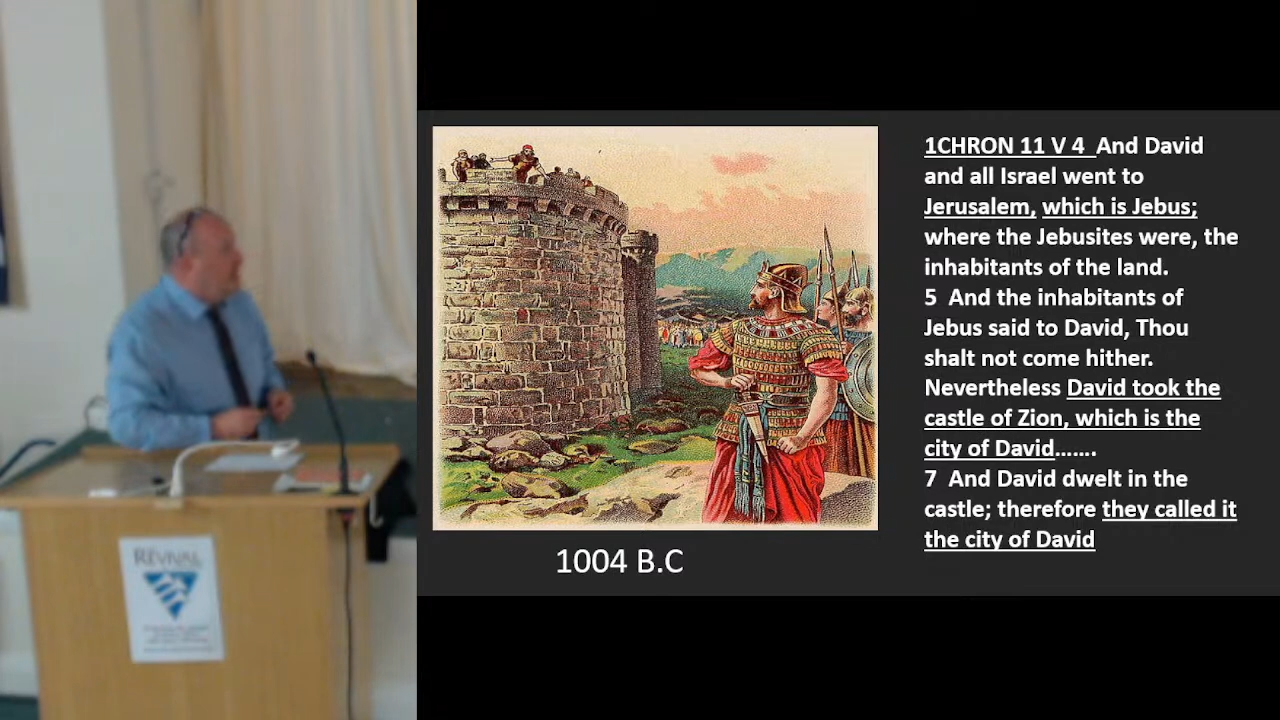 REVIVAL
1CHRON 11 V 4  And David
and all Israel went to
Jerusalem, which is Jebus;
where the Jebusites were, the
inhabitants of the land.
5  And the inhabitants of
Jebus said to David, Thou
shalt not come hither.
Nevertheless David took the
castle of Zion, which is the
city of David…….
7  And David dwelt in the
castle; therefore they called it
the city of David
1004 B.C